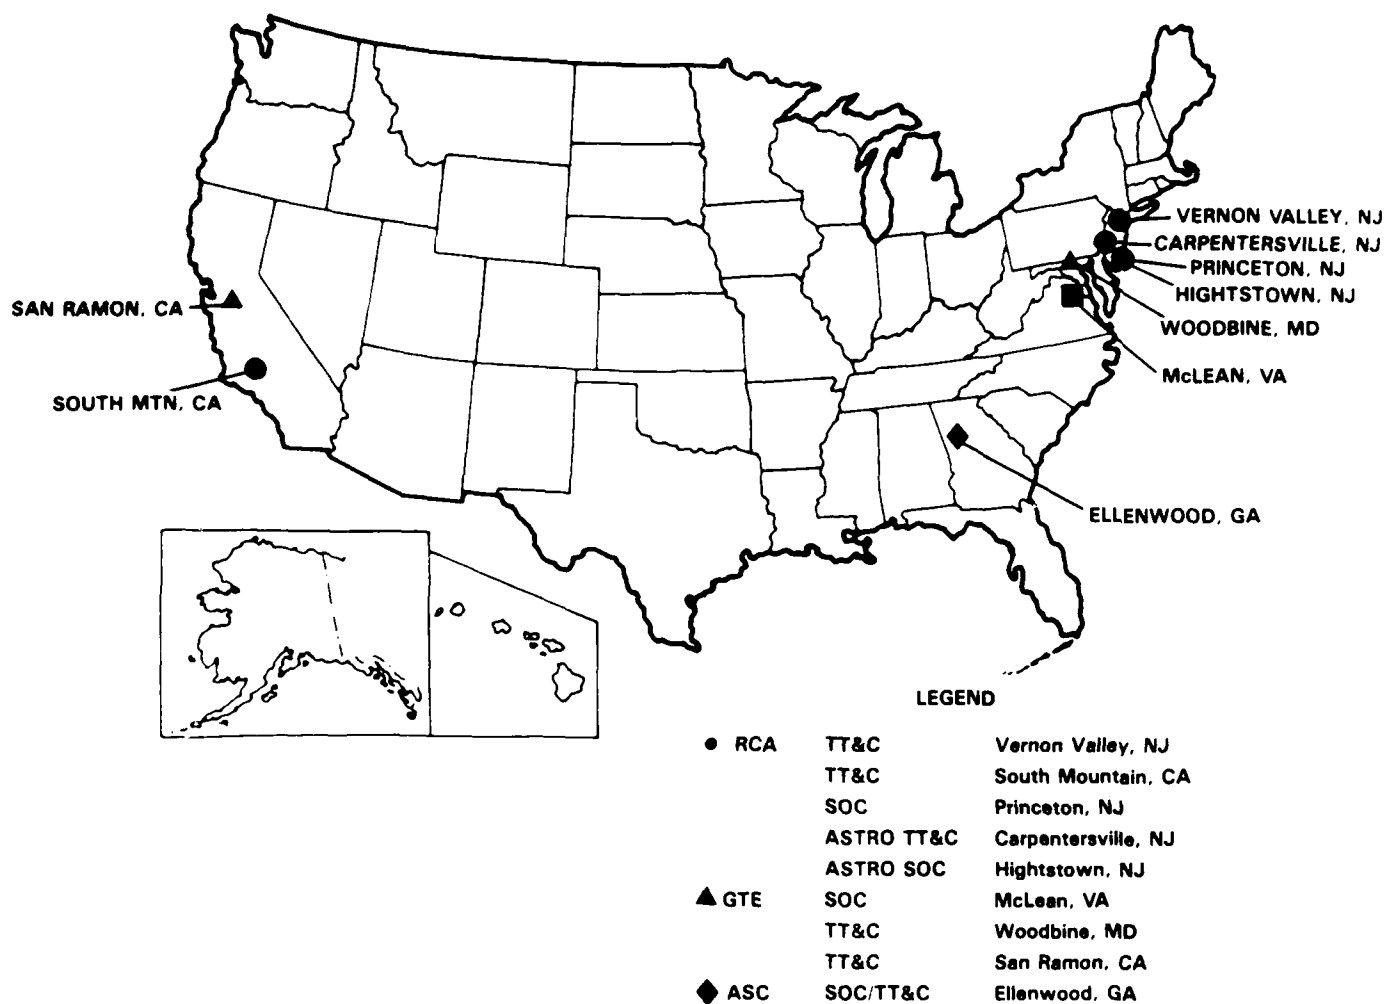 VERNON VALLEY, NJ
CARPENTERSVILLE, NJ
PRINCETON, NJ
HIGHTSTOWN, NJ
SAN RAMON, CA
WOODBINE, MD
McLEAN, VA
SOUTH MTN, CA
ELLENWOOD, GA
LEGEND
RCA TT&C Vernon Valley, NJ
TT&C South Mountain, CA
SOC Princeton, NJ
ASTRO TT&C Carpentersville, NJ
ASTRO SOC Hightstown, NJ
GTE SOC McLean, VA
TT&C Woodbine, MD
TT&C San Ramon, CA
ASC SOC/TT&C Ellenwood, GA